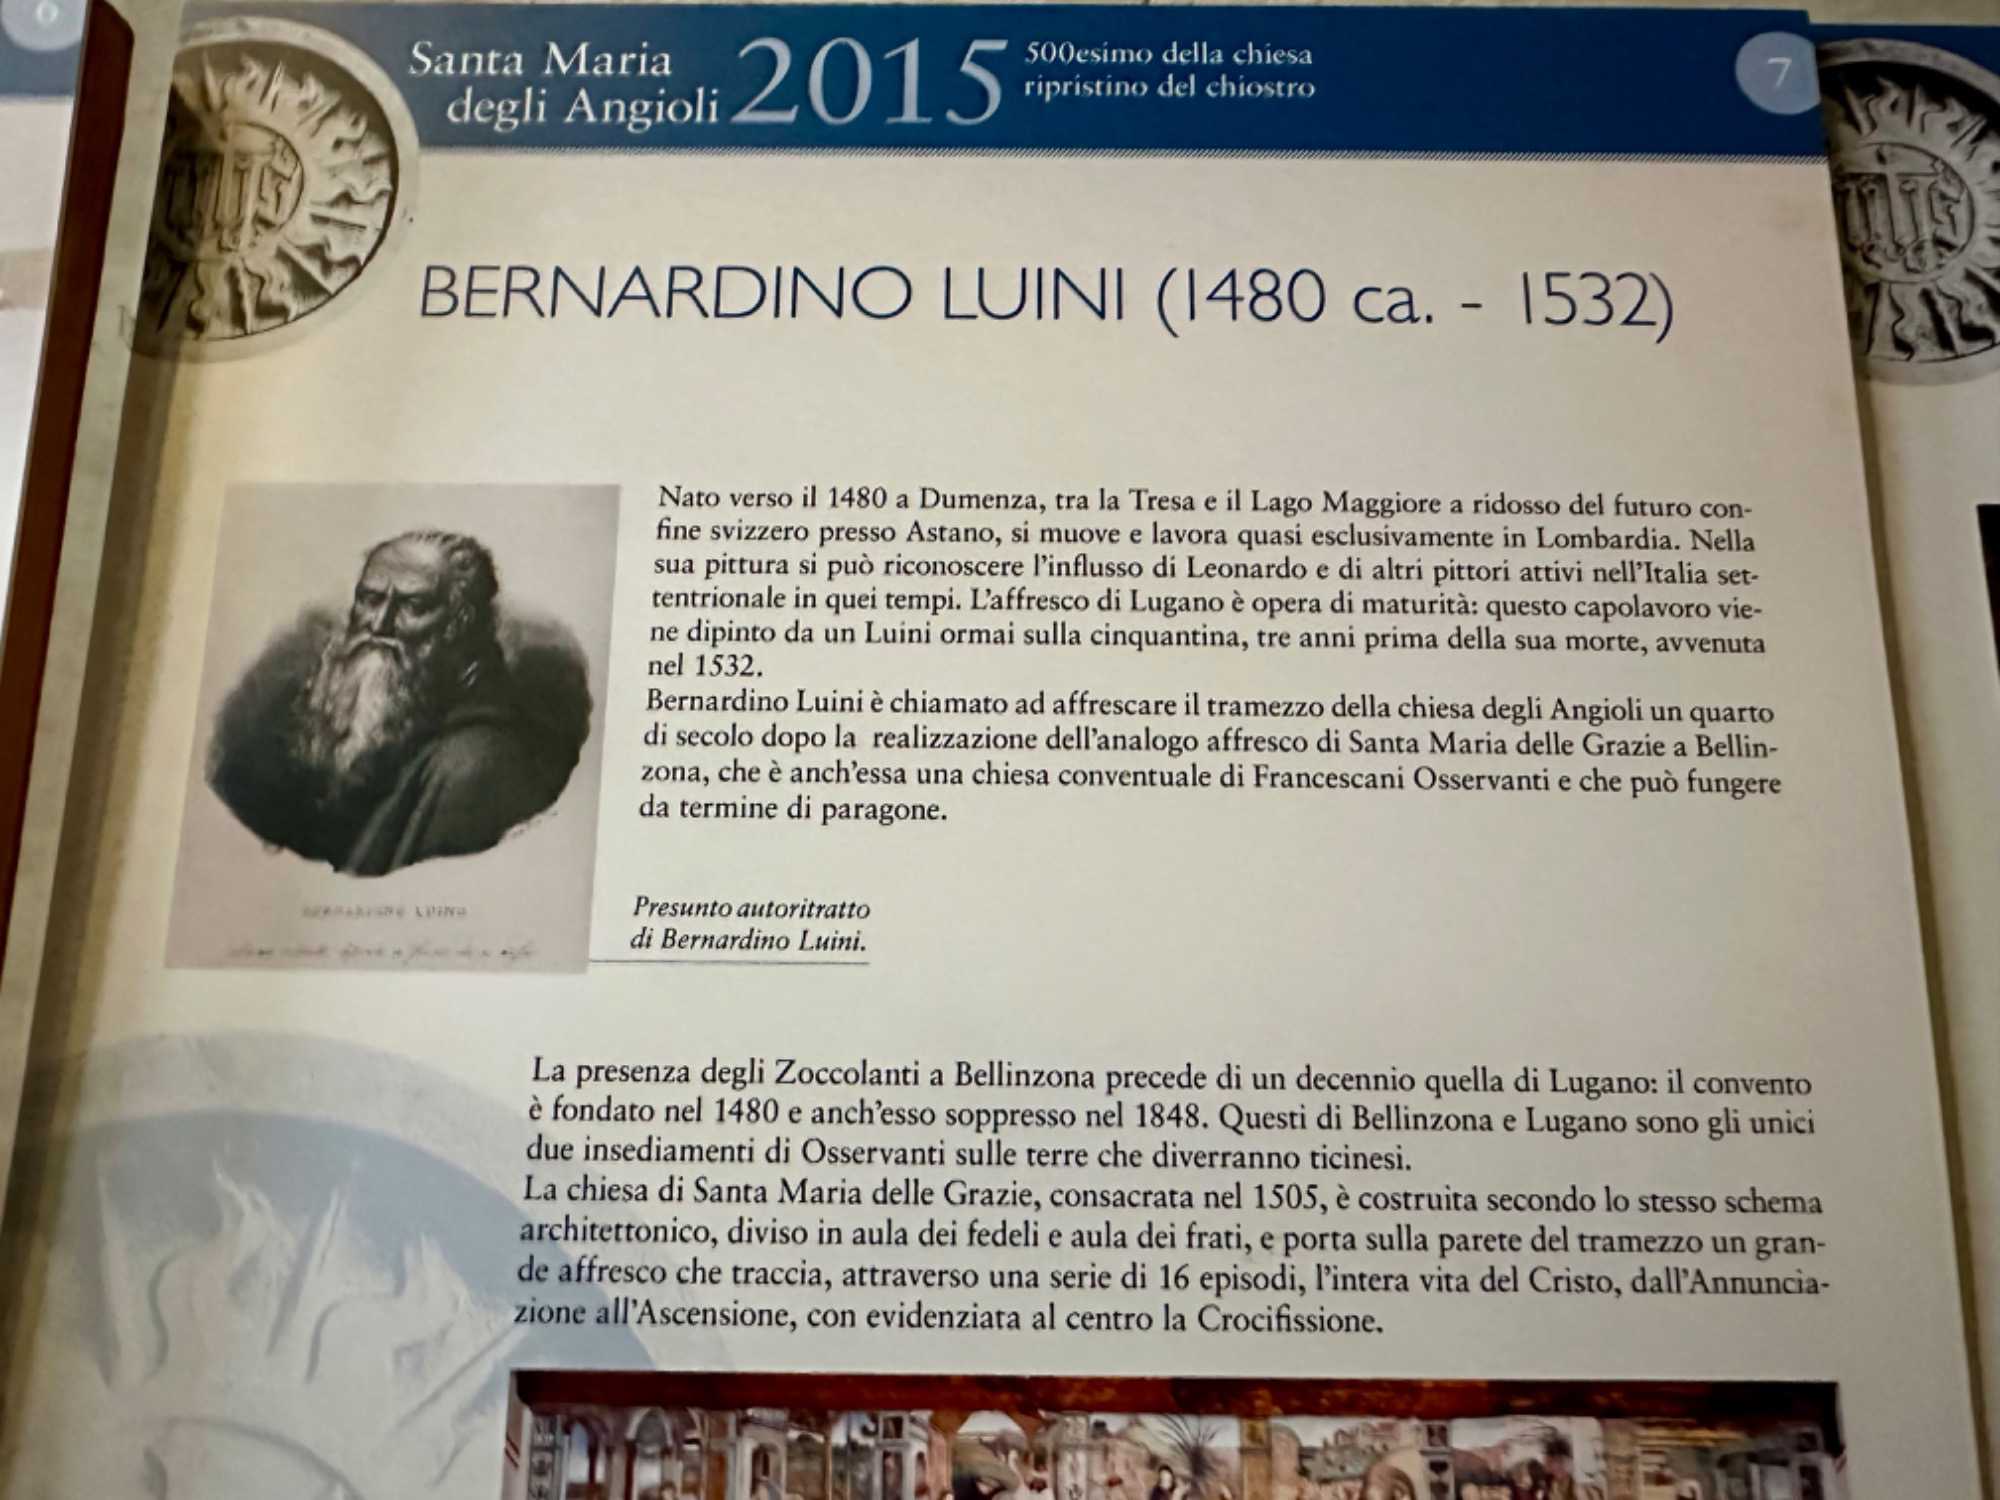 6
Santa Maria
degli Angioli
2015
500esimo della chiesa
ripristino del chiostro
7
BERNARDINO LUINI (1480 ca. - 1532)
Nato verso il 1480 a Dumenza, tra la Tresa e il Lago Maggiore a ridosso del futuro con-
fine svizzero presso Astano, si muove e lavora quasi esclusivamente in Lombardia. Nella
sua pittura si può riconoscere l'influsso di Leonardo e di altri pittori attivi nell'Italia set-
tentrionale in quei tempi. L'affresco di Lugano è opera di maturità: questo capolavoro vie-
ne dipinto da un Luini ormai sulla cinquantina, tre anni prima della sua morte, avvenuta
nel 1532.
Bernardino Luini è chiamato ad affrescare il tramezzo della chiesa degli Angioli un quarto
di secolo dopo la realizzazione dell'analogo affresco di Santa Maria delle Grazie a Bellin-
zona, che è anch'essa una chiesa conventuale di Francescani Osservanti e che può fungere
da termine di paragone.
BERNARDINO LUINO
Presunto autoritratto
di Bernardino Luini.
La presenza degli Zoccolanti a Bellinzona precede di un decennio quella di Lugano: il convento
è fondato nel 1480 e anch'esso soppresso nel 1848. Questi di Bellinzona e Lugano sono gli unici
due insediamenti di Osservanti sulle terre che diverranno ticinesi.
La chiesa di Santa Maria delle Grazie, consacrata nel 1505, è costruita secondo lo stesso schema
architettonico, diviso in aula dei fedeli e aula dei frati, e porta sulla parete del tramezzo un gran-
de affresco che traccia, attraverso una serie di 16 episodi, l'intera vita del Cristo, dall'Annuncia-
zione all'Ascensione, con evidenziata al centro la Crocifissione.